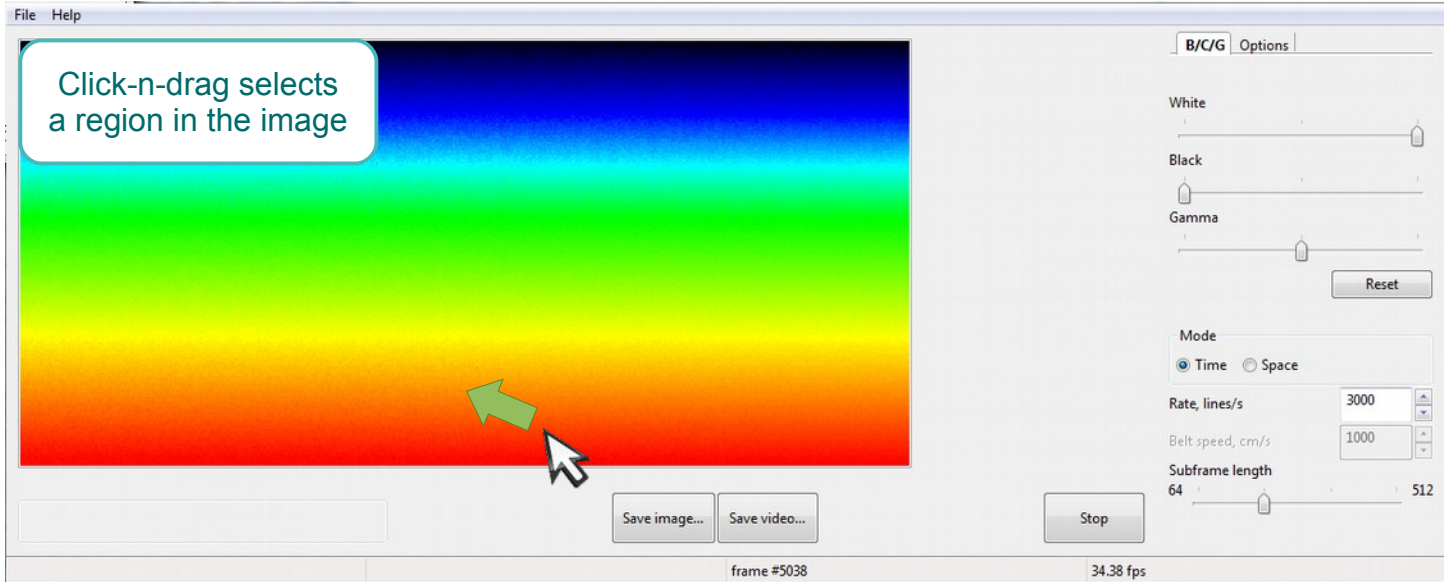 File Help
Click-n-drag selects
a region in the image
B/C/G Options
White
Black
Gamma
Reset
Mode
Time Space
Rate, lines/s 3000
Belt speed, cm/s 1000
Subframe length
64 512
Save image... Save video... Stop
frame #5038 34.38 fps